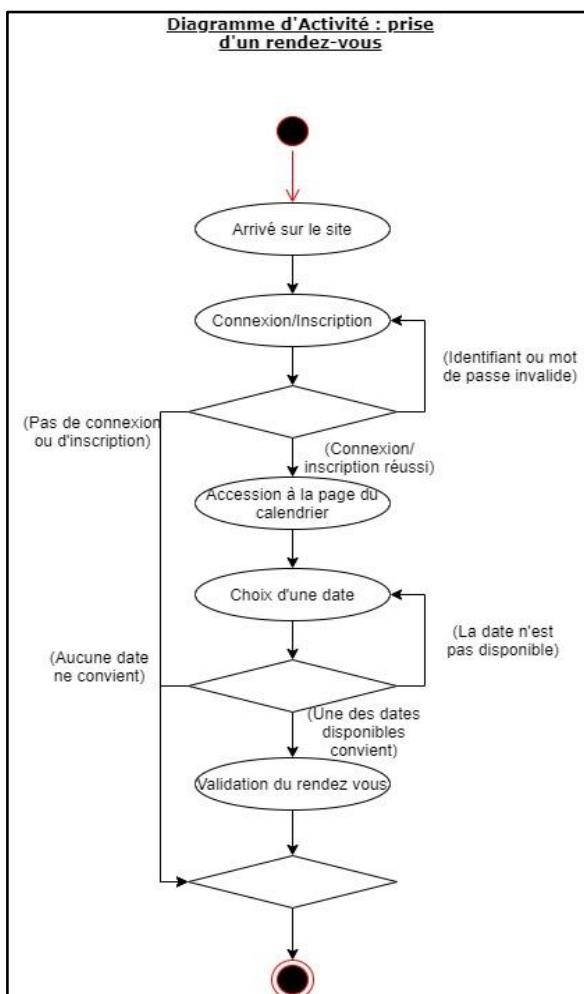 Diagramme d'Activité : prise
d'un rendez-vous
Arrivé sur le site
Connexion/Inscription
(Identifiant ou mot
de passe invalide)
(Pas de connexion
ou d'inscription)
(Connexion/
inscription réussi)
Accession à la page du
calendrier
Choix d'une date
(La date n'est
pas disponible)
(Aucune date
ne convient)
(Une des dates
disponibles
convient)
Validation du rendez vous